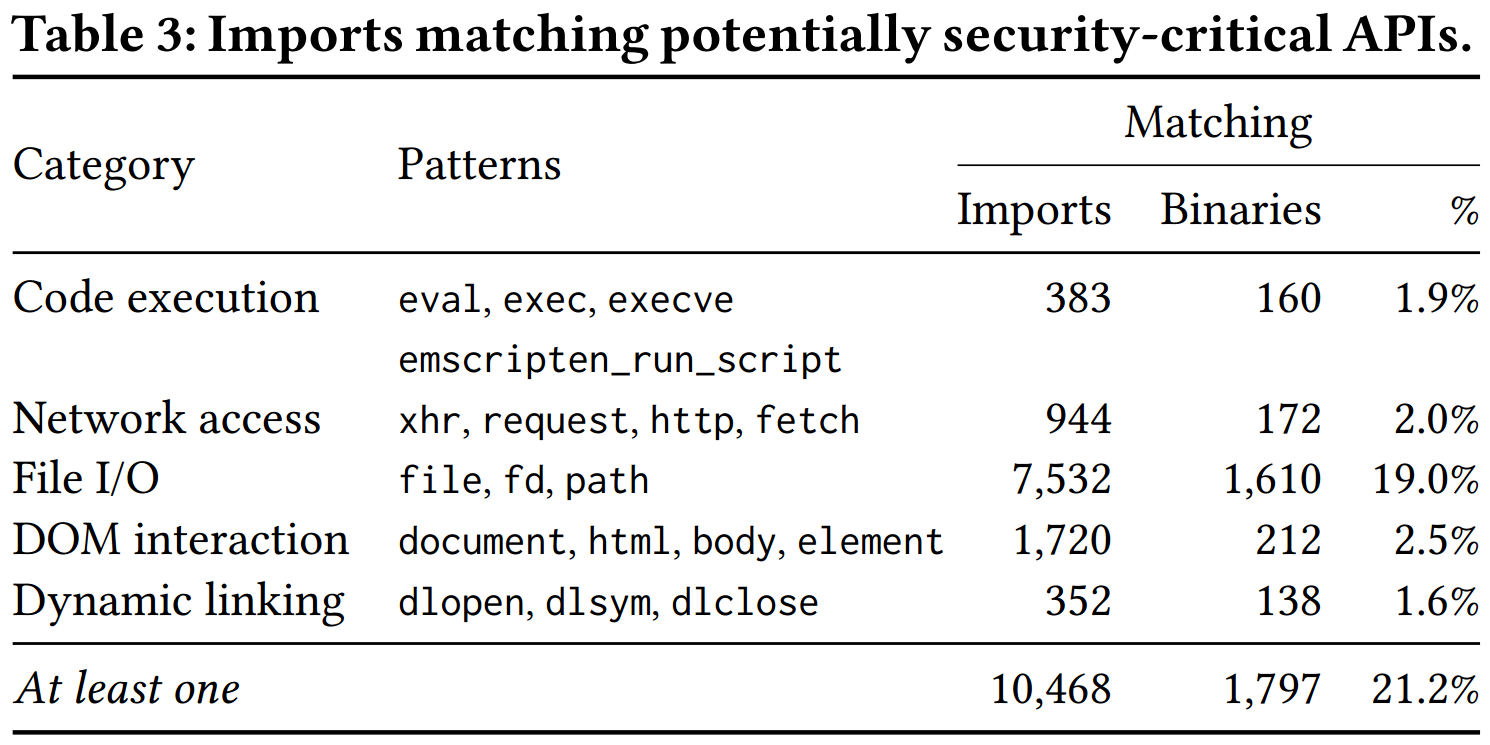 Table 3: Imports matching potentially security-critical APIs.
Matching
Category Patterns
Imports Binaries %
Code execution eval, exec, execve 383 160 1.9%
emscripten_run_script
Network access xhr, request, http, fetch 944 172 2.0%
File I/O file, fd, path 7,532 1,610 19.0%
DOM interaction document, html, body, element 1,720 212 2.5%
Dynamic linking dlopen, dlsym, dlclose 352 138 1.6%
At least one 10,468 1,797 21.2%